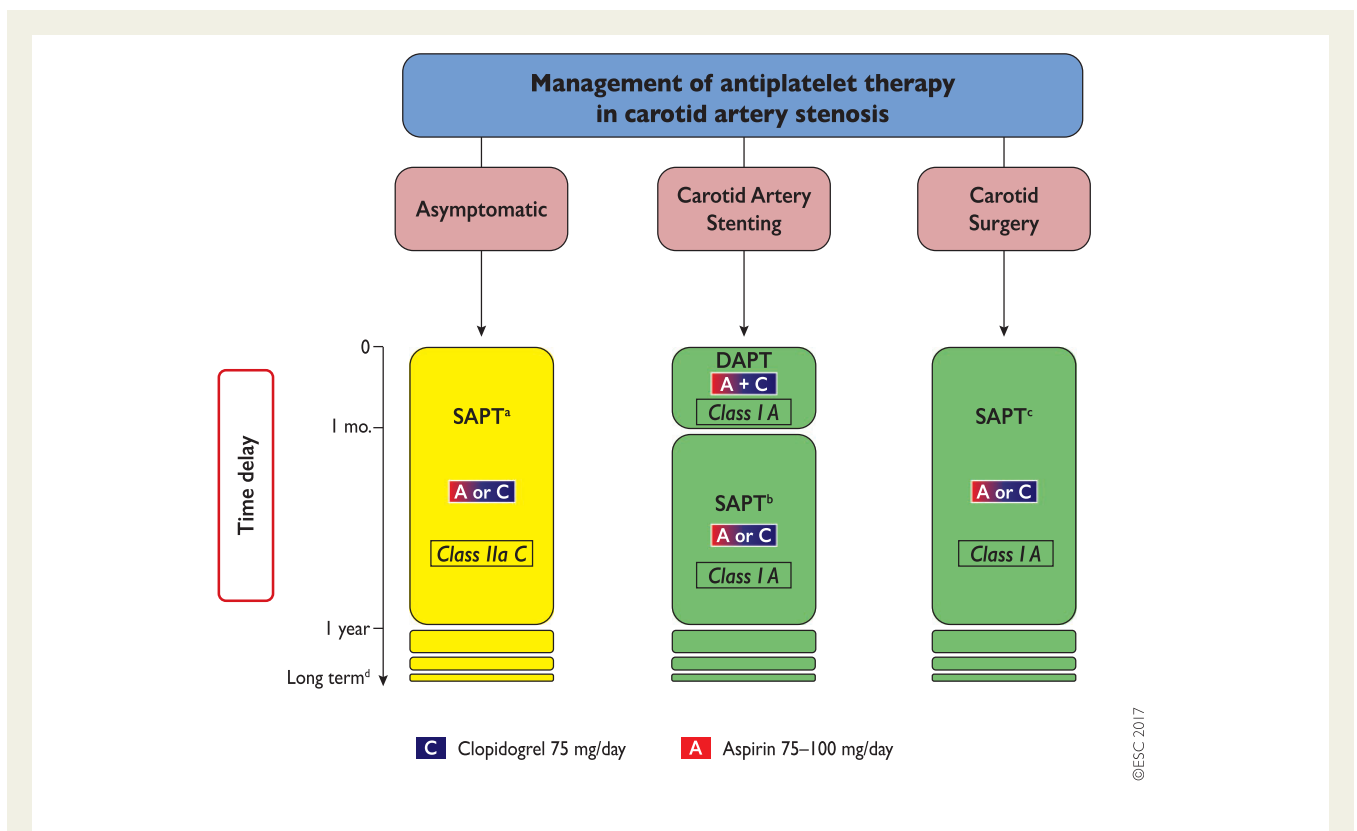 Management of antiplatelet therapy
in carotid artery stenosis
Asymptomatic
Carotid Artery
Stenting
Carotid
Surgery
Time delay
0
1 mo.
1 year
Long termᵈ
SAPTᵃ
A or C
Class IIa C
DAPT
A + C
Class I A
SAPTᵇ
A or C
Class I A
SAPTᶜ
A or C
Class I A
C Clopidogrel 75 mg/day
A Aspirin 75–100 mg/day
©ESC 2017